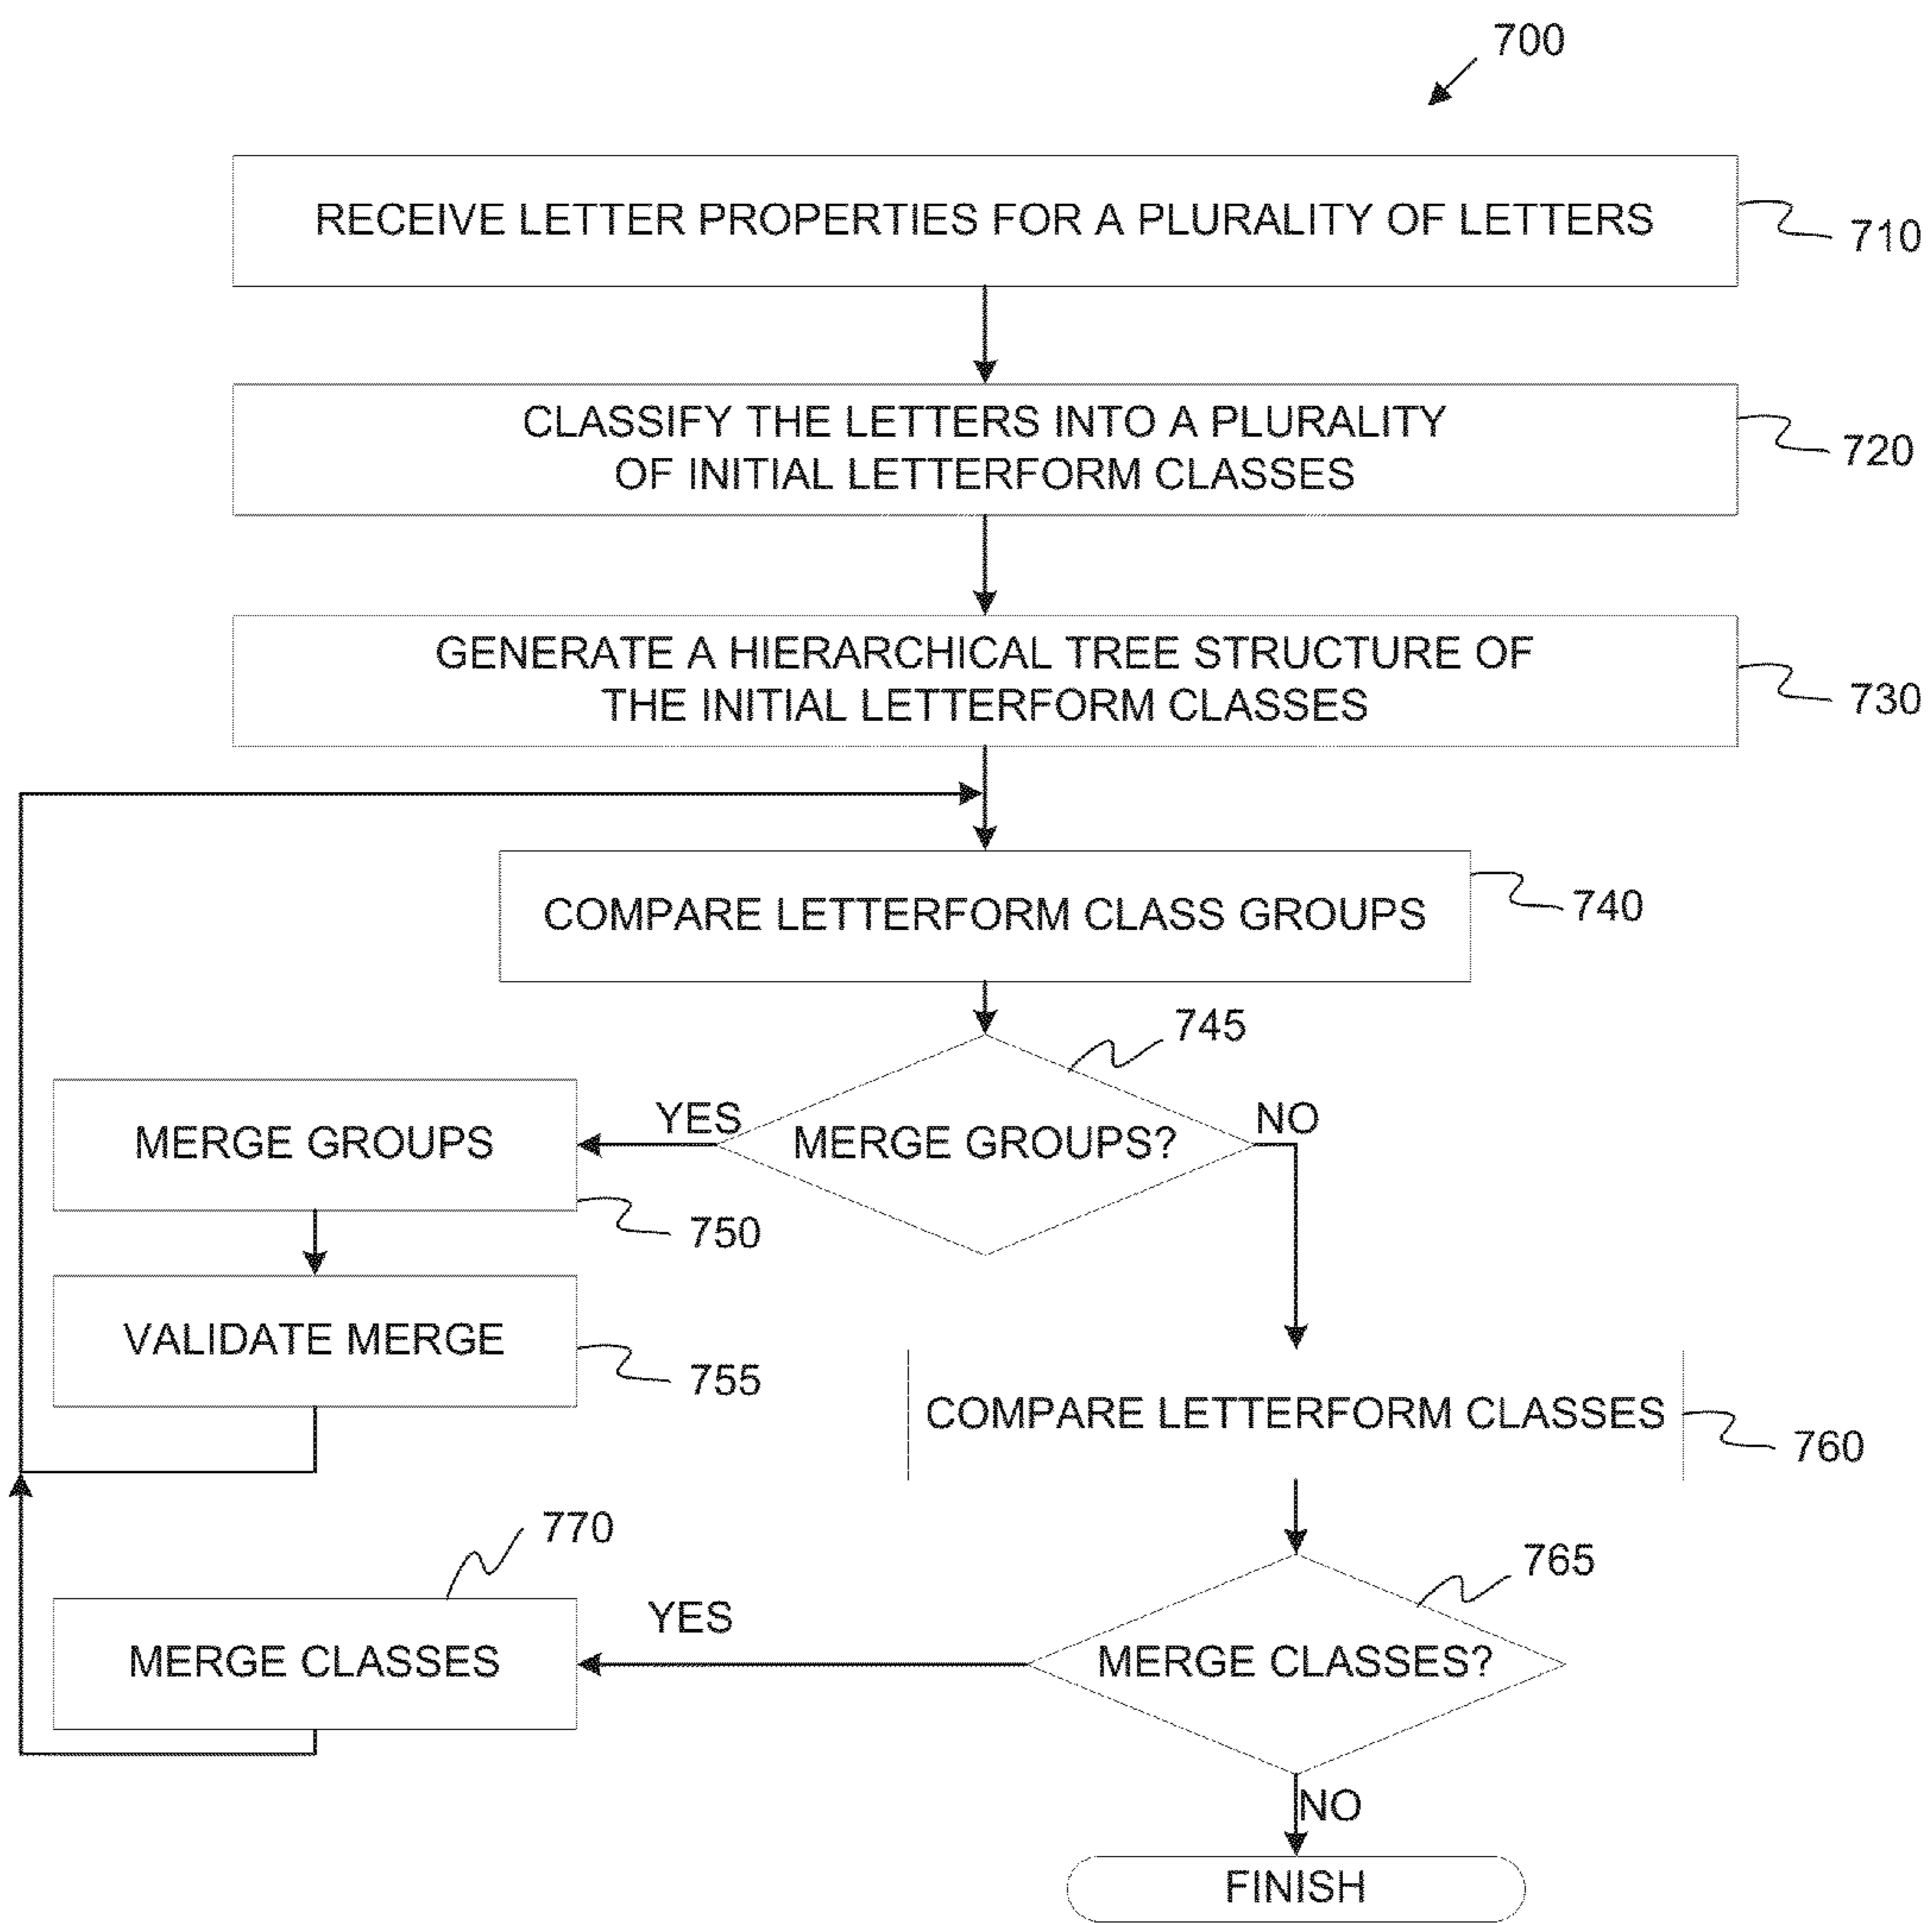 700
RECEIVE LETTER PROPERTIES FOR A PLURALITY OF LETTERS
710
CLASSIFY THE LETTERS INTO A PLURALITY
OF INITIAL LETTERFORM CLASSES
720
GENERATE A HIERARCHICAL TREE STRUCTURE OF
THE INITIAL LETTERFORM CLASSES
730
COMPARE LETTERFORM CLASS GROUPS
740
745
MERGE GROUPS?
YES
NO
MERGE GROUPS
750
VALIDATE MERGE
755
COMPARE LETTERFORM CLASSES
760
765
MERGE CLASSES?
YES
770
MERGE CLASSES
NO
FINISH